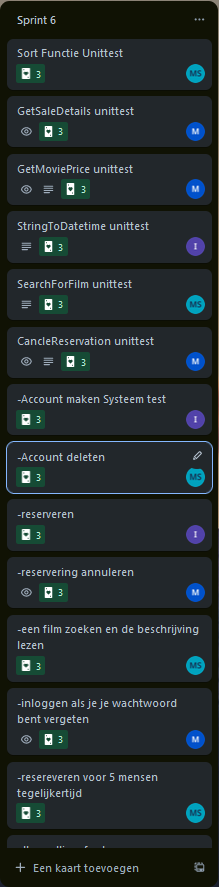 Sprint 6
Sort Functie Unittest
3 MS
GetSaleDetails unittest
3 M
GetMoviePrice unittest
3 M
StringToDatetime unittest
3 I
SearchForFilm unittest
3 MS
CancleReservation unittest
3 M
-Account maken Systeem test
3 I
-Account deleten
3 MS
-reserveren
3 I
-reservering annuleren
3 M
-een film zoeken en de beschrijving
lezen
3 MS
-inloggen als je je wachtwoord
bent vergeten
3 M
-resereveren voor 5 mensen
tegelijkertijd
3 MS
Een kaart toevoegen